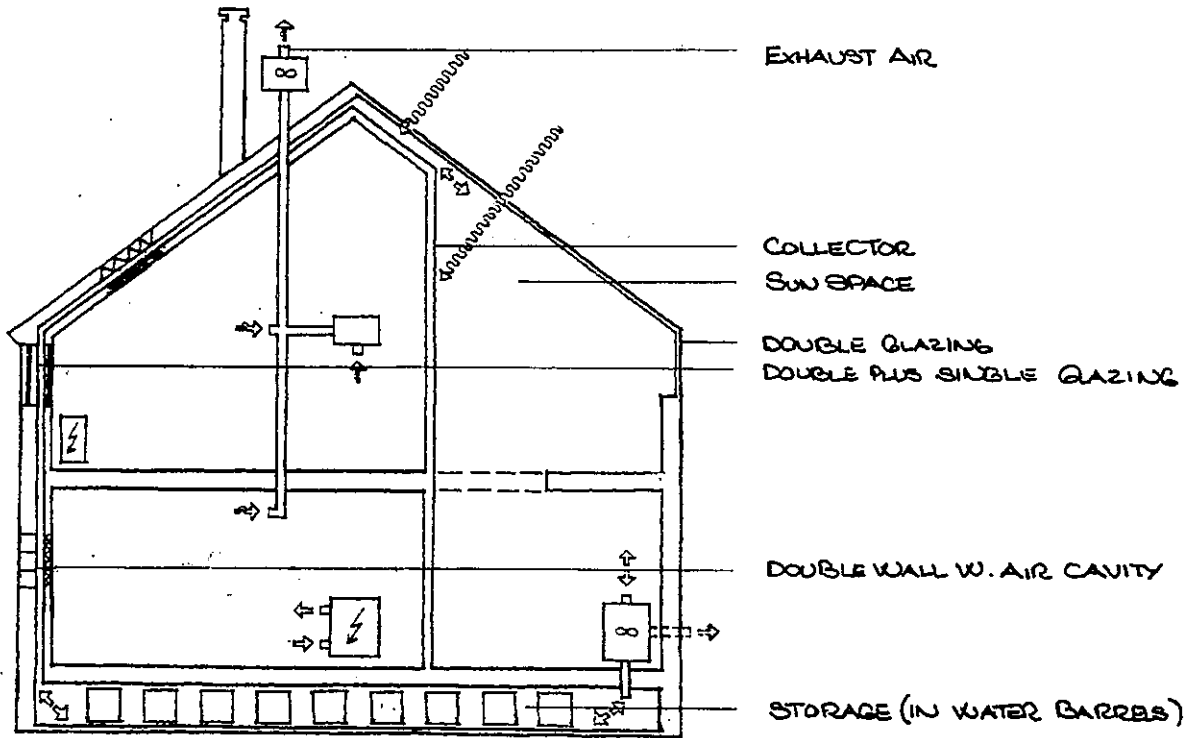 EXHAUST AIR
COLLECTOR
SUN SPACE
DOUBLE GLAZING
DOUBLE PLUS SINGLE GLAZING
DOUBLE WALL W. AIR CAVITY
STORAGE (IN WATER BARRELS)